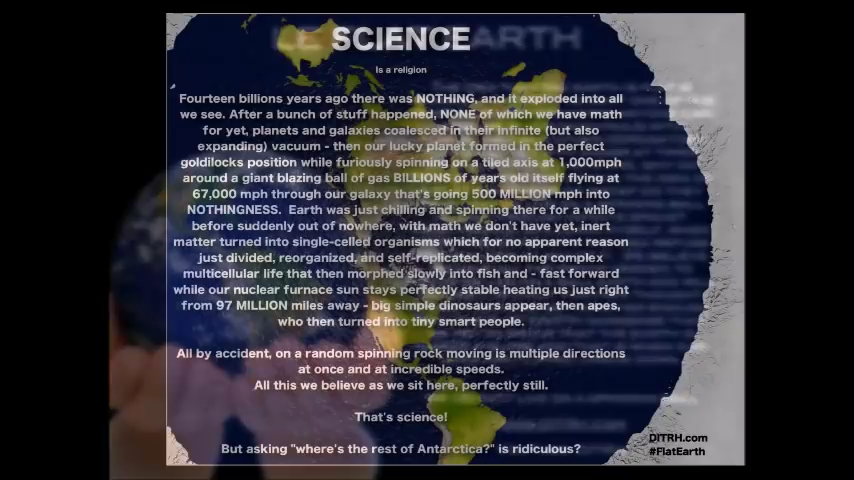 SCIENCE
ARTH
Is a religion
Fourteen billions years ago there was NOTHING, and it exploded into all
we see. After a bunch of stuff happened, NONE of which we have math
for yet, planets and galaxies coalesced in their infinite (but also
expanding) vacuum - then our lucky planet formed in the perfect
goldilocks position while furiously spinning on a tiled axis at 1,000mph
around a giant blazing ball of gas BILLIONS of years old itself flying at
67,000 mph through our galaxy that's going 500 MILLION mph into
NOTHINGNESS. Earth was just chilling and spinning there for a while
before suddenly out of nowhere, with math we don't have yet, inert
matter turned into single-celled organisms which for no apparent reason
just divided, reorganized, and self-replicated, becoming complex
multicellular life that then morphed slowly into fish and - fast forward
while our nuclear furnace sun stays perfectly stable heating us just right
from 97 MILLION miles away - big simple dinosaurs appear, then apes,
who then turned into tiny smart people.
All by accident, on a random spinning rock moving is multiple directions
at once and at incredible speeds.
All this we believe as we sit here, perfectly still.
That's science!
But asking "where's the rest of Antarctica?" is ridiculous?
DITRH.com
#FlatEarth